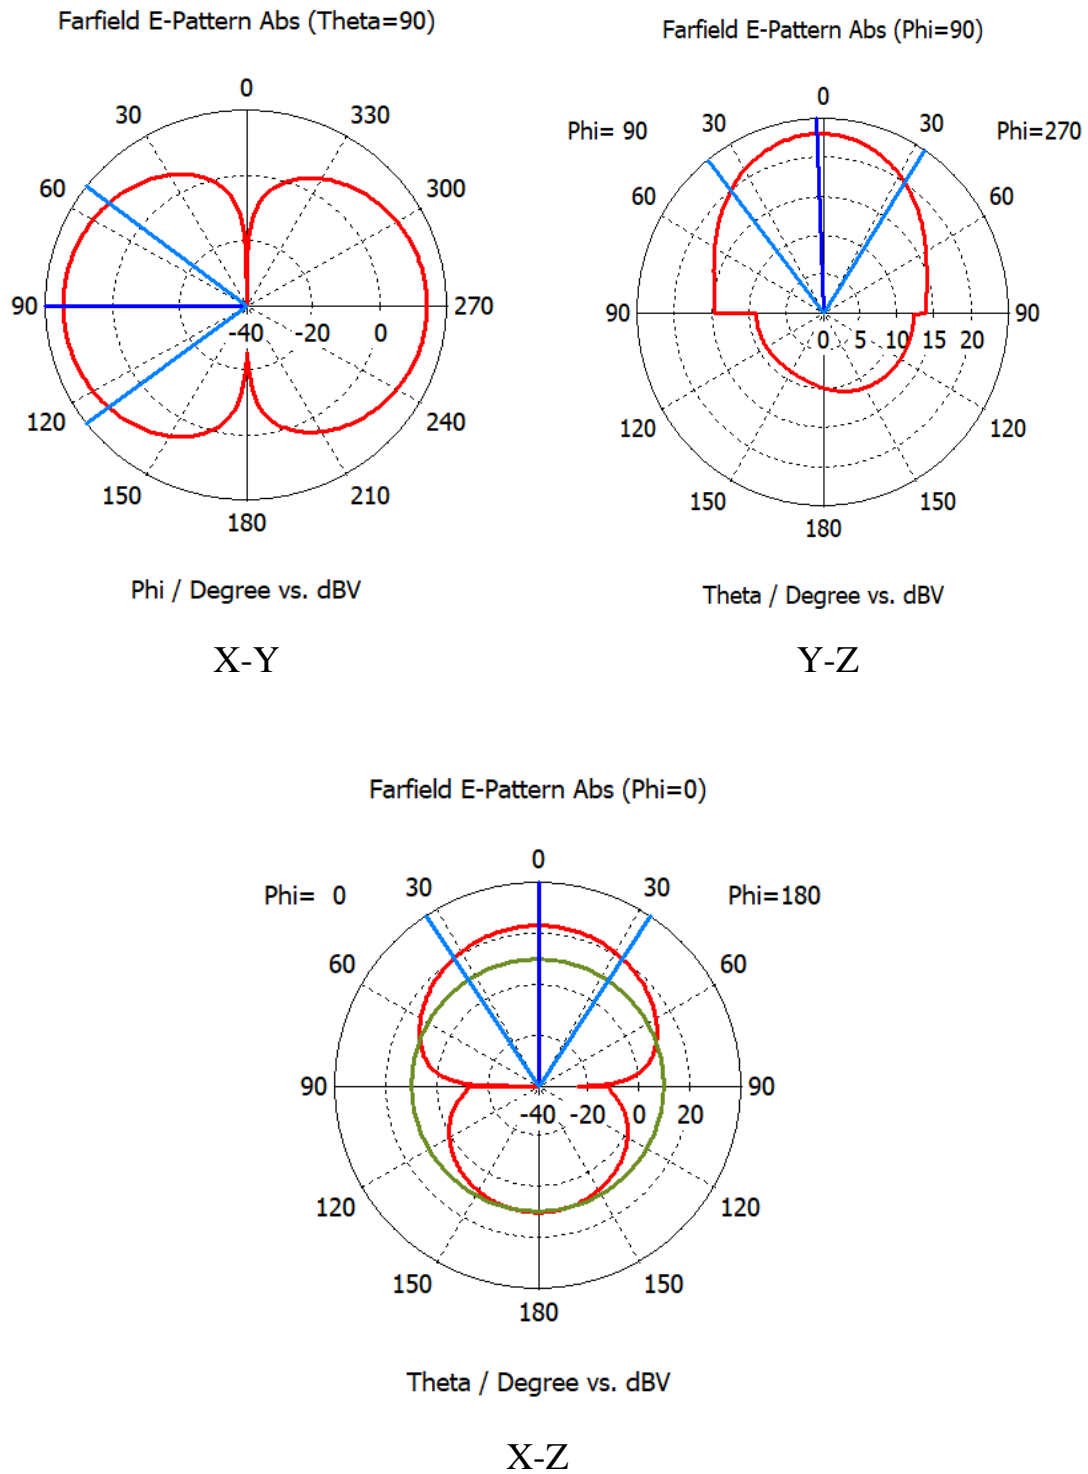 Farfield E-Pattern Abs (Theta=90)
0
30 330
60 300
90 -40 -20 0 270
120 240
150 210
180
Phi / Degree vs. dBV
X-Y
Farfield E-Pattern Abs (Phi=90)
0
Phi= 90 30 30 Phi=270
60 60
90 90
0 5 10 15 20
120 120
150 150
180
Theta / Degree vs. dBV
Y-Z
Farfield E-Pattern Abs (Phi=0)
0
Phi= 0 30 30 Phi=180
60 60
90 90
-40 -20 0 20
120 120
150 150
180
Theta / Degree vs. dBV
X-Z